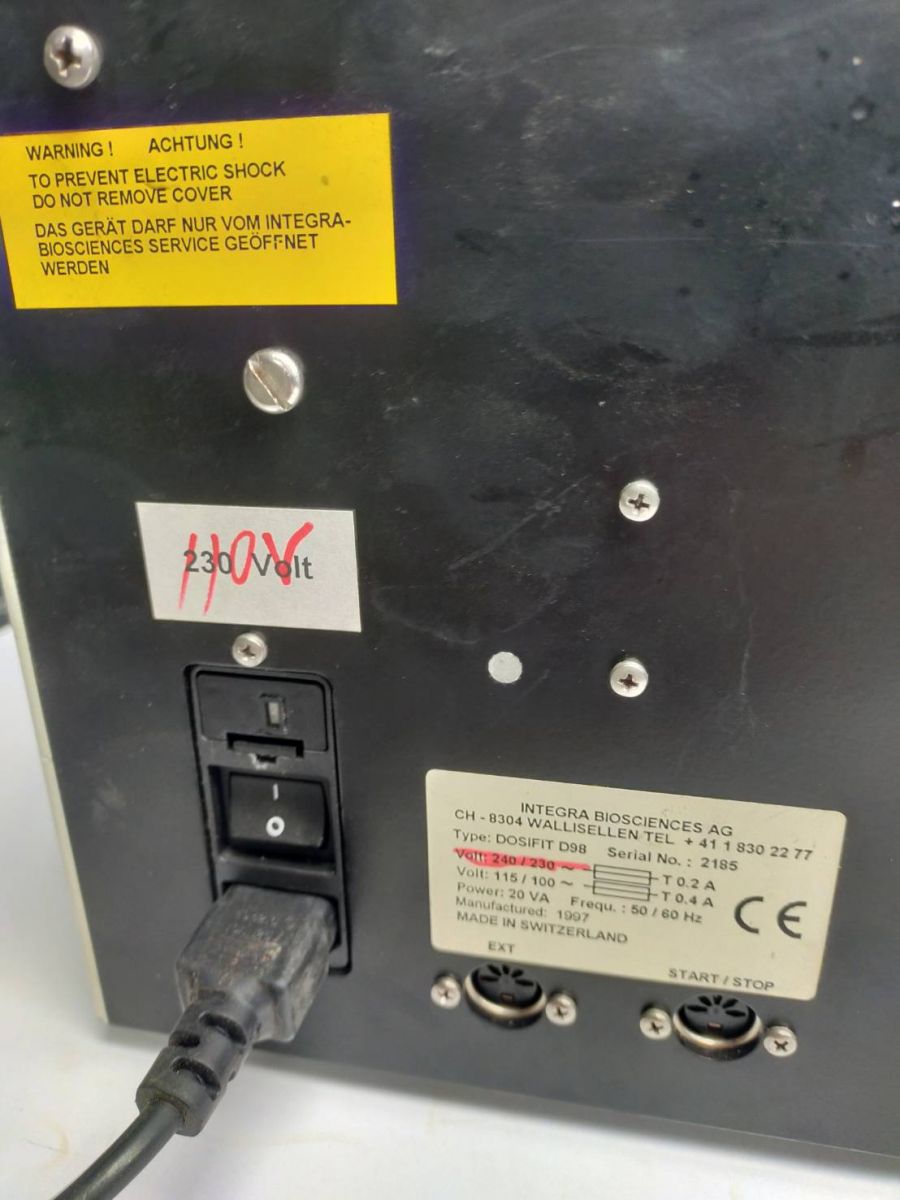 WARNING ! ACHTUNG !
TO PREVENT ELECTRIC SHOCK
DO NOT REMOVE COVER
DAS GERÄT DARF NUR VOM INTEGRA-
BIOSCIENCES SERVICE GEÖFFNET
WERDEN
230 Volt
110V
I
O
INTEGRA BIOSCIENCES AG
CH - 8304 WALLISELLEN TEL + 41 1 830 22 77
Type: DOSIFIT D98 Serial No. : 2185
Volt: 240 / 230 ~ T 0.2 A
Volt: 115 / 100 ~ T 0.4 A
Power: 20 VA Frequ. : 50 / 60 Hz
Manufactured: 1997
MADE IN SWITZERLAND
CE
EXT
START / STOP